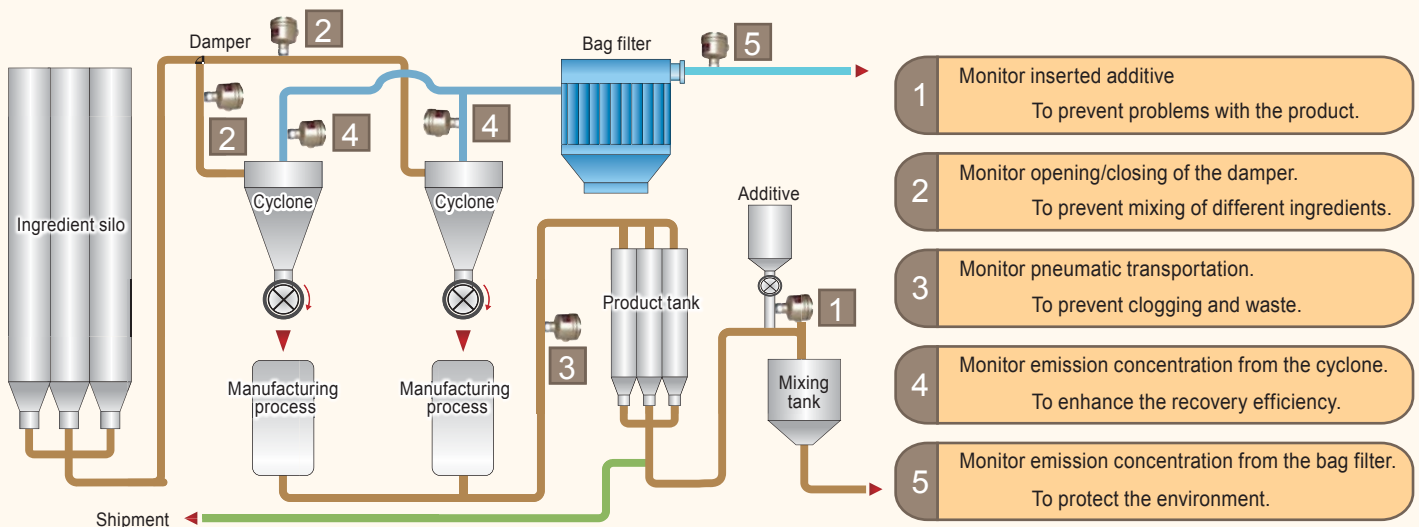 Damper
2
Bag filter
5
2
4
4
Ingredient silo
Cyclone
Cyclone
Additive
Product tank
1
3
Manufacturing
process
Manufacturing
process
Mixing
tank
Shipment
1
Monitor inserted additive
To prevent problems with the product.
2
Monitor opening/closing of the damper.
To prevent mixing of different ingredients.
3
Monitor pneumatic transportation.
To prevent clogging and waste.
4
Monitor emission concentration from the cyclone.
To enhance the recovery efficiency.
5
Monitor emission concentration from the bag filter.
To protect the environment.